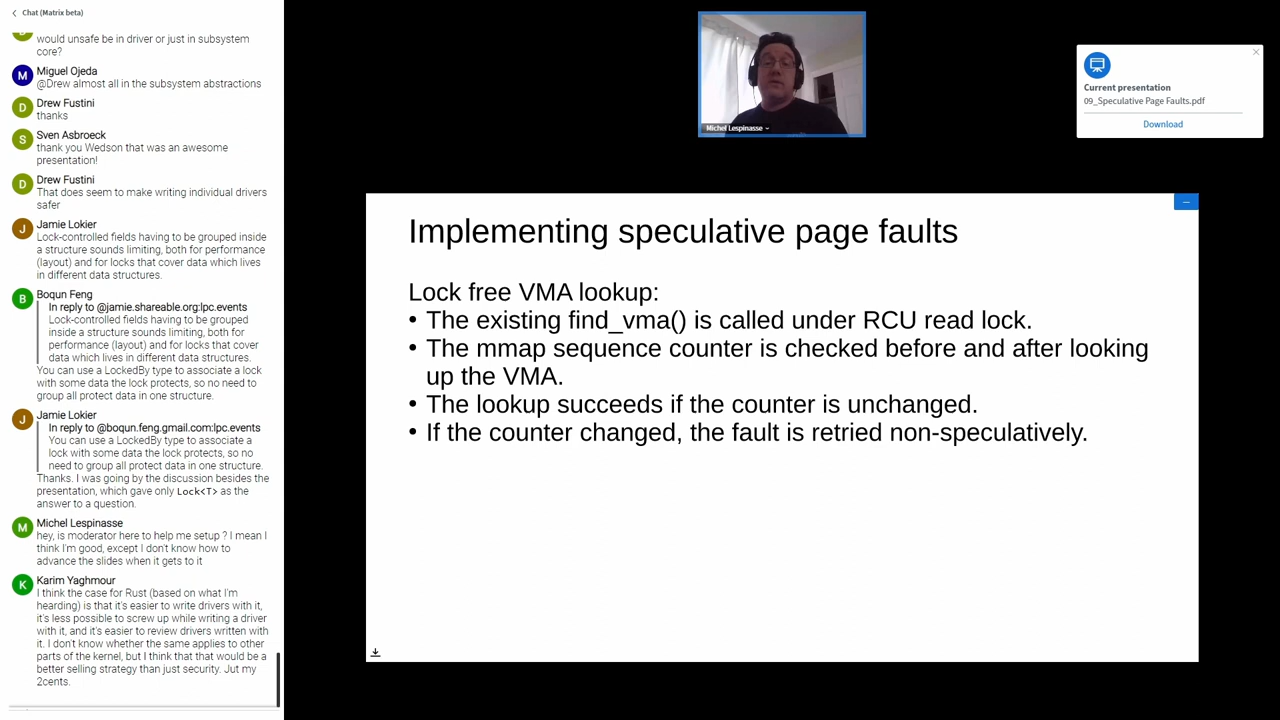 Chat (Matrix beta)
would unsafe be in driver or just in subsystem
core?
M
Miguel Ojeda
@Drew almost all in the subsystem abstractions
D
Drew Fustini
thanks
S
Sven Asbroeck
thank you Wedson that was an awesome
presentation!
D
Drew Fustini
That does seem to make writing individual drivers
safer
J
Jamie Lokier
Lock-controlled fields having to be grouped inside
a structure sounds limiting, both for performance
(layout) and for locks that cover data which lives
in different data structures.
B
Boqun Feng
In reply to @jamie.shareable.org:lpc.events
Lock-controlled fields having to be grouped
inside a structure sounds limiting, both for
performance (layout) and for locks that cover
data which lives in different data structures.
You can use a LockedBy type to associate a lock
with some data the lock protects, so no need to
group all protect data in one structure.
J
Jamie Lokier
In reply to @boqun.feng.gmail.com:lpc.events
You can use a LockedBy type to associate a
lock with some data the lock protects, so no
need to group all protect data in one structure.
Thanks. I was going by the discussion besides the
presentation, which gave only Lock<T> as the
answer to a question.
M
Michel Lespinasse
hey, is moderator here to help me setup ? I mean I
think I'm good, except I don't know how to
advance the slides when it gets to it
K
Karim Yaghmour
I think the case for Rust (based on what I'm
hearding) is that it's easier to write drivers with it,
it's less possible to screw up while writing a driver
with it, and it's easier to review drivers written with
it. I don't know whether the same applies to other
parts of the kernel, but I think that that would be a
better selling strategy than just security. Jut my
2cents.
Michel Lespinasse
Current presentation
09_Speculative Page Faults.pdf
Download
Implementing speculative page faults
Lock free VMA lookup:
• The existing find_vma() is called under RCU read lock.
• The mmap sequence counter is checked before and after looking
up the VMA.
• The lookup succeeds if the counter is unchanged.
• If the counter changed, the fault is retried non-speculatively.